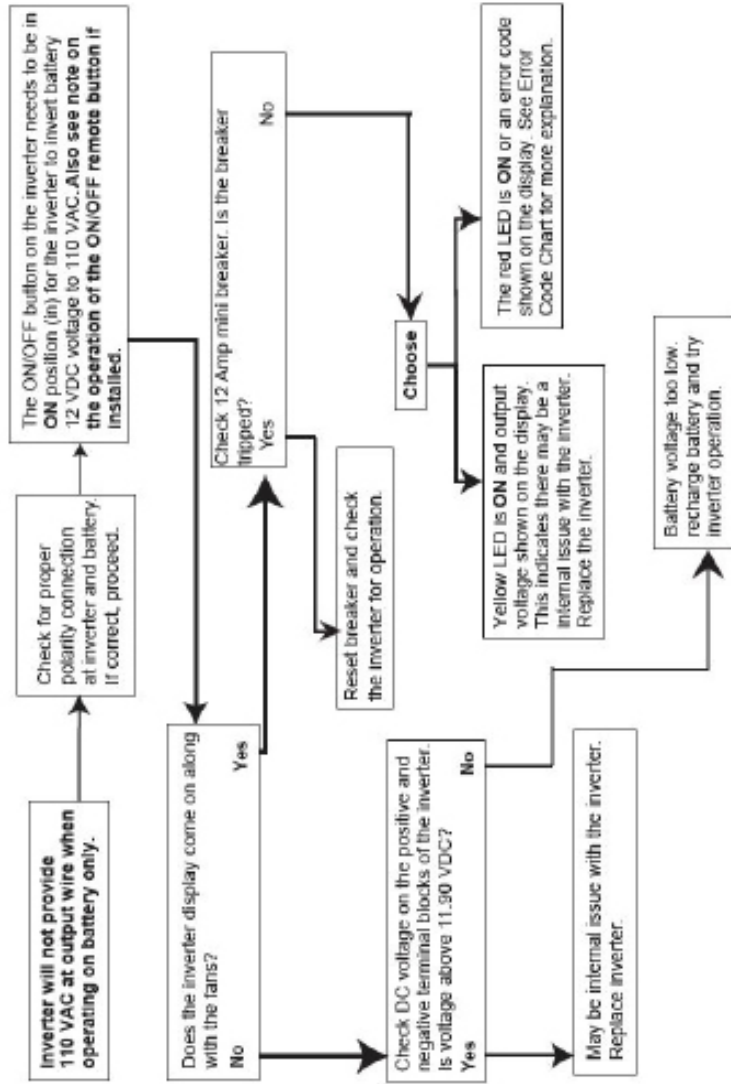 Inverter will not provide
110 VAC at output wire when
operating on battery only.
Check for proper
polarity connection
at inverter and battery.
If correct, proceed.
The ON/OFF button on the inverter needs to be in
ON position (in) for the inverter to invert battery
12 VDC voltage to 110 VAC. Also see note on
the operation of the ON/OFF remote button if
installed.
Does the inverter display come on along
with the fans?
No
Yes
Check 12 Amp mini breaker. Is the breaker
tripped?
Yes
No
Reset breaker and check
the inverter for operation.
Choose
Yellow LED is ON and output
voltage shown on the display.
This indicates there may be a
internal issue with the inverter.
Replace the inverter.
The red LED is ON or an error code
shown on the display. See Error
Code Chart for more explanation.
Check DC voltage on the positive and
negative terminal blocks of the inverter.
Is voltage above 11.90 VDC?
Yes
No
May be internal issue with the inverter.
Replace inverter.
Battery voltage too low.
recharge battery and try
inverter operation.